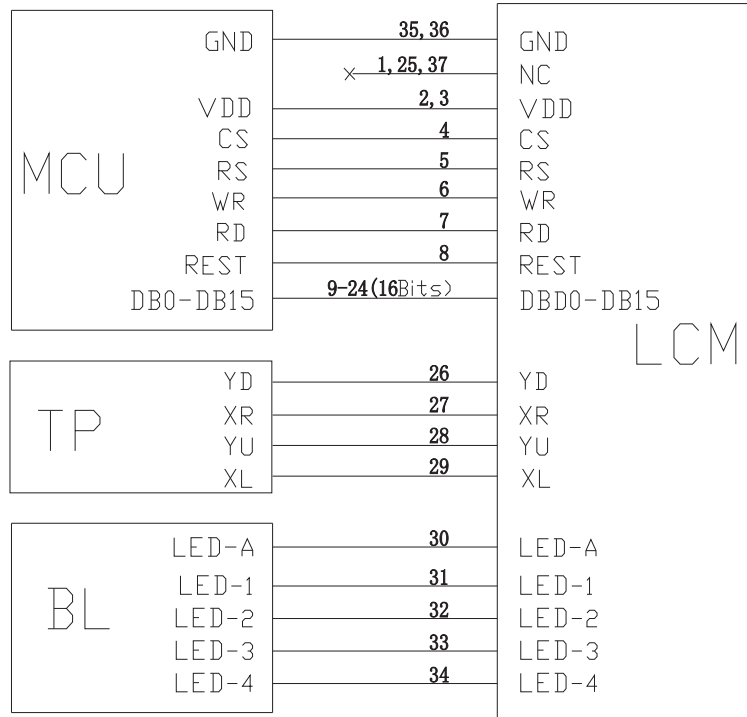 GND 35,36 GND
1,25,37 NC
VDD 2,3 VDD
CS 4 CS
MCU RS 5 RS
WR 6 WR
RD 7 RD
REST 8 REST
DB0-DB15 9-24(16Bits) DBD0-DB15
LCM
YD 26 YD
XR 27 XR
TP
YU 28 YU
XL 29 XL
LED-A 30 LED-A
LED-1 31 LED-1
BL
LED-2 32 LED-2
LED-3 33 LED-3
LED-4 34 LED-4